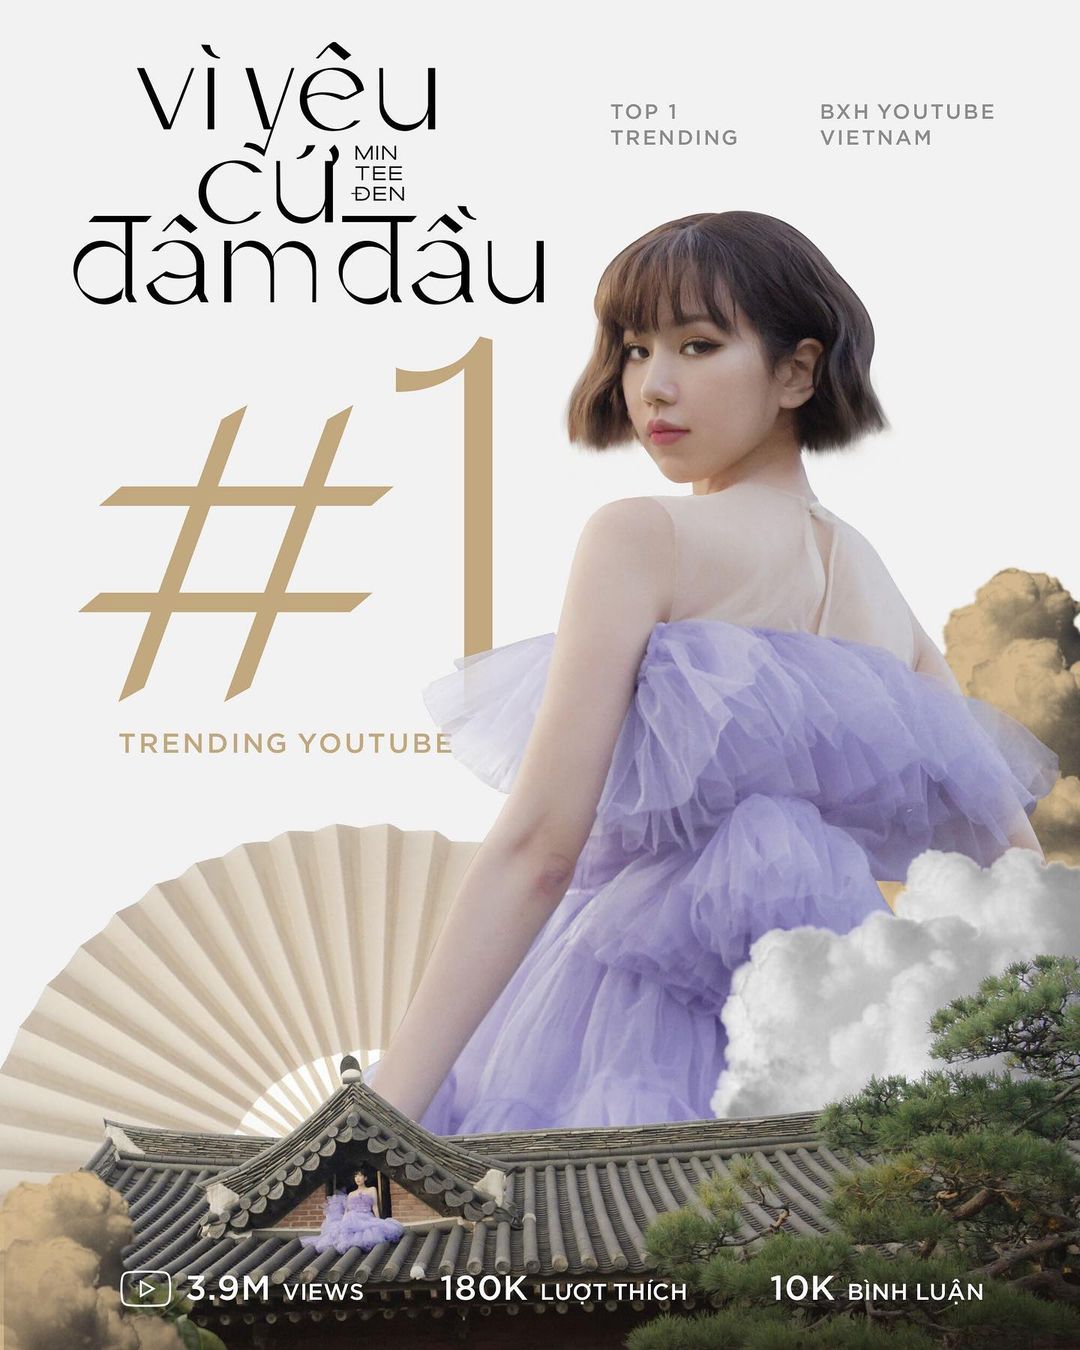 vì yêu
cứ
MIN
TEE
ĐEN
đâm đầu
TOP 1
TRENDING
BXH YOUTUBE
VIETNAM
#1
TRENDING YOUTUBE
3.9M VIEWS
180K LƯỢT THÍCH
10K BÌNH LUẬN